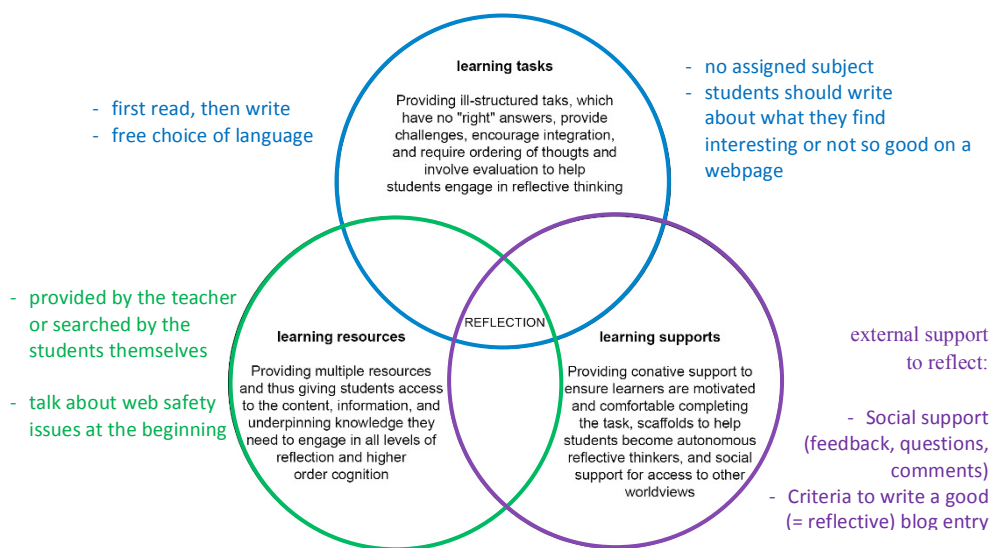 learning tasks
Providing ill-structured taks, which
have no "right" answers, provide
challenges, encourage integration,
and require ordering of thougts and
involve evaluation to help
students engage in reflective thinking
- first read, then write
- free choice of language
- no assigned subject
- students should write
about what they find
interesting or not so good on a
webpage
REFLECTION
- provided by the teacher
or searched by the
students themselves
- talk about web safety
issues at the beginning
learning resources
Providing multiple resources
and thus giving students access
to the content, information, and
underpinning knowledge they
need to engage in all levels of
reflection and higher
order cognition
learning supports
Providing conative support to
ensure learners are motivated
and comfortable completing
the task, scaffolds to help
students become autonomous
reflective thinkers, and social
support for access to other
worldviews
external support
to reflect:
- Social support
(feedback, questions,
comments)
- Criteria to write a good
(= reflective) blog entry